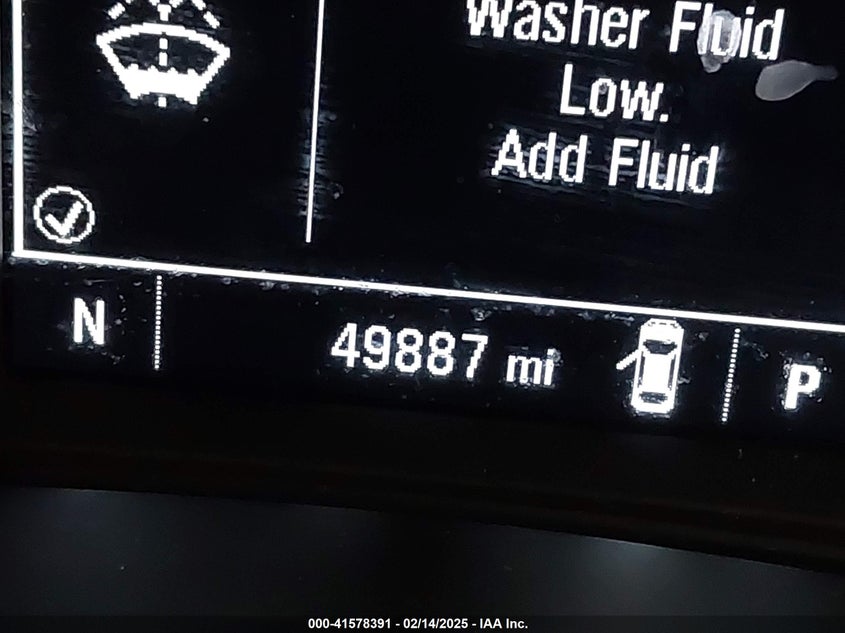 Washer Fluid
Low.
Add Fluid
N
49887 mi
P
000-41578391 - 02/14/2025 - IAA Inc.